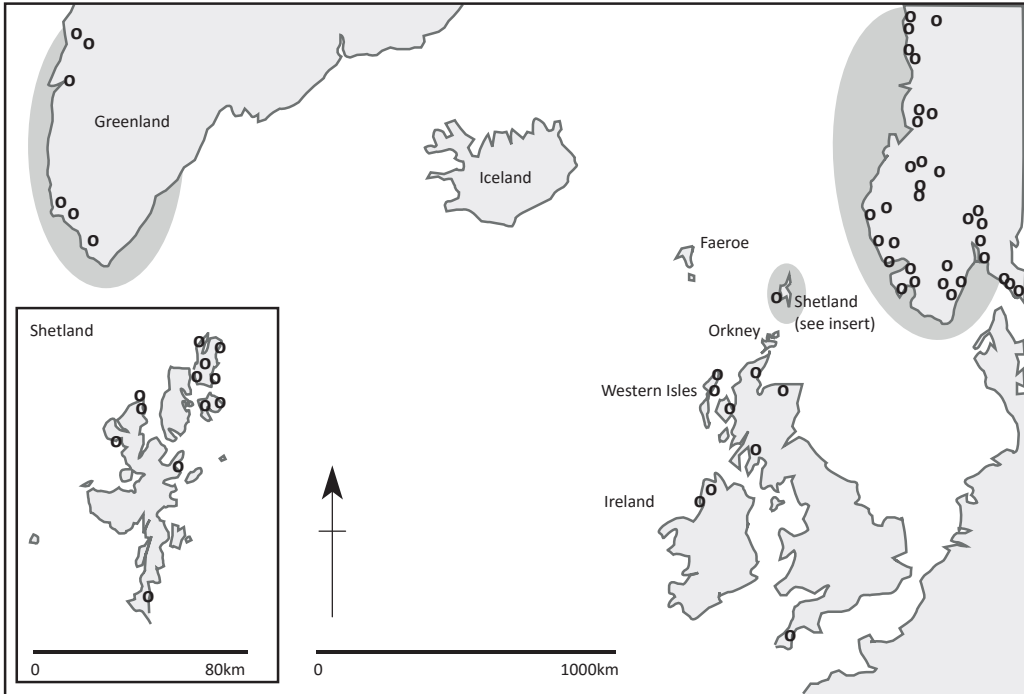 Greenland
Iceland
Faeroe
Shetland
(see insert)
Orkney
Western Isles
Ireland
Shetland
0
80km
0
1000km